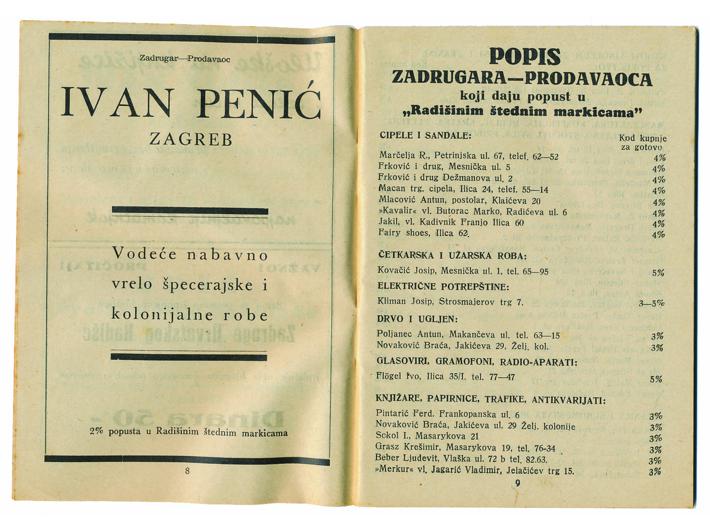 Zadrugar—Prodavaoc
IVAN PENIĆ
ZAGREB
Vodeće nabavno
vrelo špecerajske i
kolonijalne robe
2% popusta u Radišinim štednim markicama
8
POPIS
ZADRUGARA—PRODAVAOCA
koji daju popust u
„Radišinim štednim markicama"
CIPELE I SANDALE: Kod kupnje
za gotovo
Marčelja R., Petrinjska ul. 67, telef. 62—52 4%
Frković i drug, Mesnička ul. 5 4%
Frković i drug Dežmanova ul. 2 4%
Macan trg. cipela, Ilica 24, telef. 55—14 4%
Mlacović Antun, postolar, Klaićeva 20 4%
»Kavalir« vl. Butorac Marko, Radićeva ul. 6 4%
Jakil, vl. Kadivnik Franjo Ilica 60 4%
Fairy shoes, Ilica 62. 4%
ČETKARSKA I UŽARSKA ROBA:
Kovačić Josip, Mesnička ul. 1, tel. 65—95 5%
ELEKTRIČNE POTREPŠTINE:
Kliman Josip, Strosmajerov trg 7. 3—5%
DRVO I UGLJEN:
Poljanec Antun, Makančeva ul. tel. 63—15 3%
Novaković Braća, Jakićeva 29. Želj. kol. 3%
GLASOVIRI, GRAMOFONI, RADIO-APARATI:
Flögel Ivo, Ilica 35/I. tel. 77—47 5%
KNJIŽARE, PAPIRNICE, TRAFIKE, ANTIKVARIJATI:
Pintarić Ferd. Frankopanska ul. 6 3%
Novaković Braća, Jakićeva ul. 29 Želj. kolonije 3%
Sokol I., Masarykova 21 3%
Grasz Krešimir, Masarykova 19, tel. 76-34 3%
Beber Ljudevit, Vlaška ul. 72 b tel. 82.63. 3%
»Merkur« vl. Jagarić Vladimir, Jelačićev trg 15. 3%
9